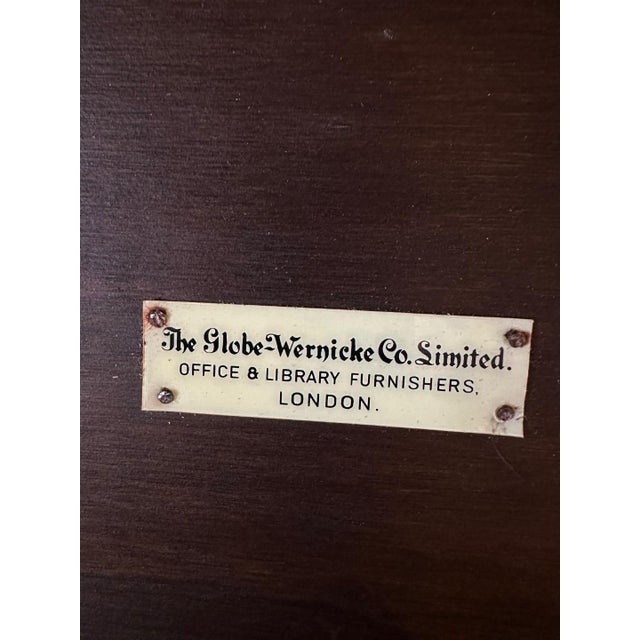 The Globe-Wernicke Co. Limited.
OFFICE & LIBRARY FURNISHERS,
LONDON.